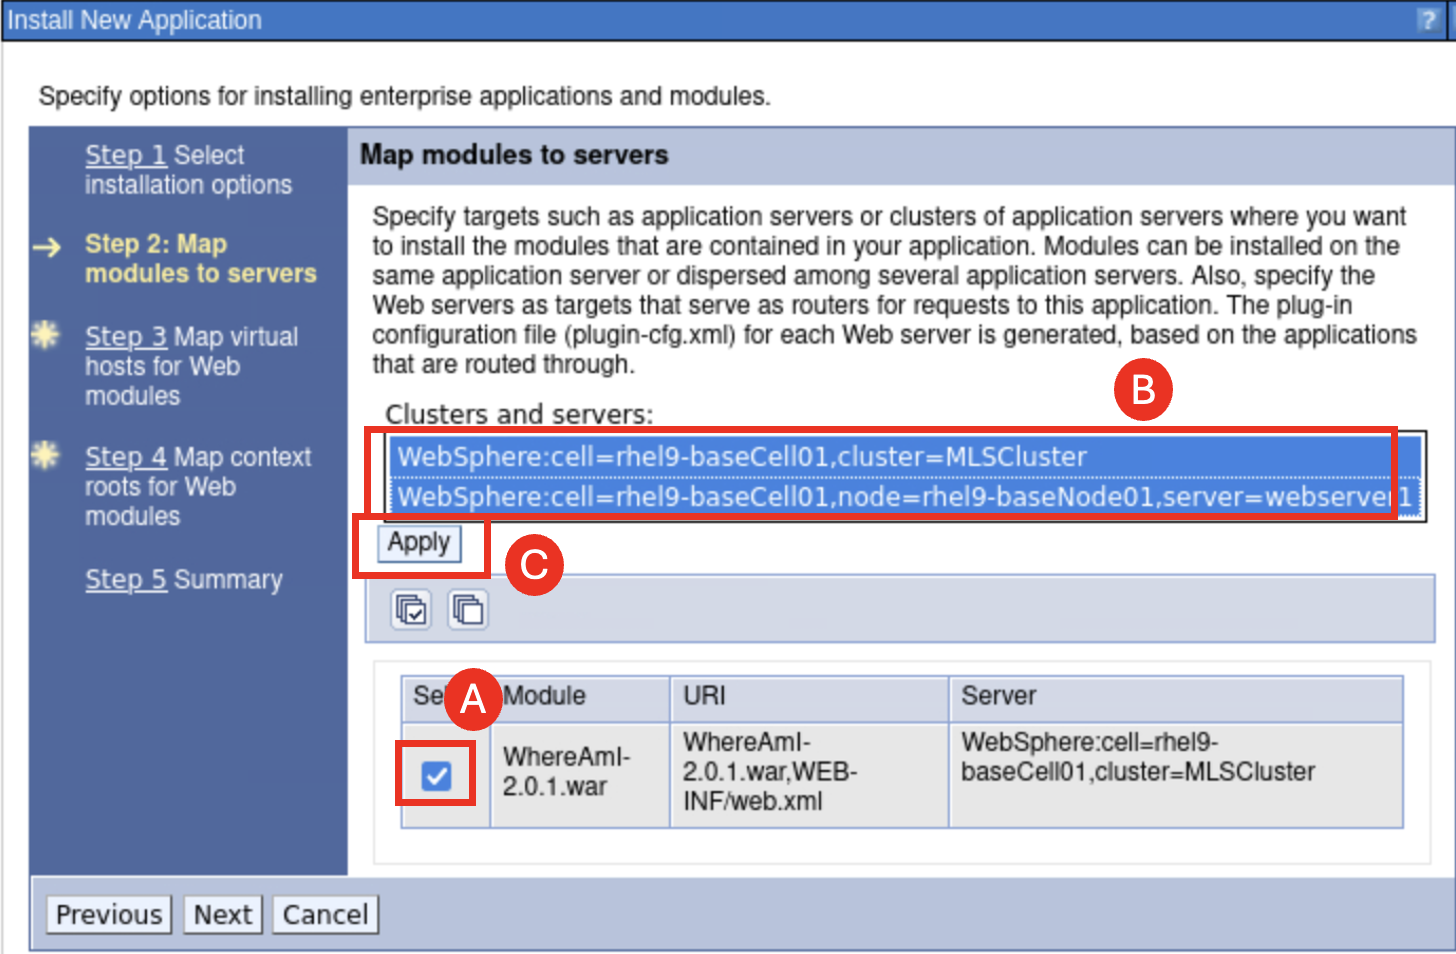 Install New Application
?
Specify options for installing enterprise applications and modules.
Step 1 Select
installation options
Step 2: Map
modules to servers
Step 3 Map virtual
hosts for Web
modules
Step 4 Map context
roots for Web
modules
Step 5 Summary
Map modules to servers
Specify targets such as application servers or clusters of application servers where you want
to install the modules that are contained in your application. Modules can be installed on the
same application server or dispersed among several application servers. Also, specify the
Web servers as targets that serve as routers for requests to this application. The plug-in
configuration file (plugin-cfg.xml) for each Web server is generated, based on the applications
that are routed through.
B
Clusters and servers:
WebSphere:cell=rhel9-baseCell01,cluster=MLSCluster
WebSphere:cell=rhel9-baseCell01,node=rhel9-baseNode01,server=webserver1
Apply
C
A
Module
URI
Server
WhereAmI-
2.0.1.war
WhereAmI-
2.0.1.war,WEB-
INF/web.xml
WebSphere:cell=rhel9-
baseCell01,cluster=MLSCluster
Previous
Next
Cancel